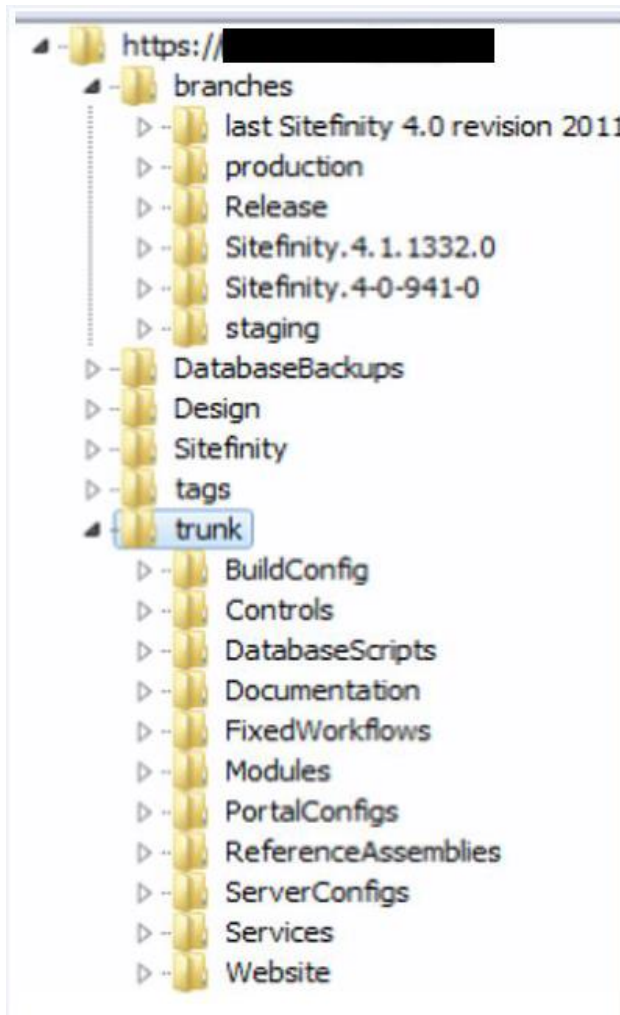 https://
branches
last Sitefinity 4.0 revision 2011
production
Release
Sitefinity.4.1.1332.0
Sitefinity.4-0-941-0
staging
DatabaseBackups
Design
Sitefinity
tags
trunk
BuildConfig
Controls
DatabaseScripts
Documentation
FixedWorkflows
Modules
PortalConfigs
ReferenceAssemblies
ServerConfigs
Services
Website